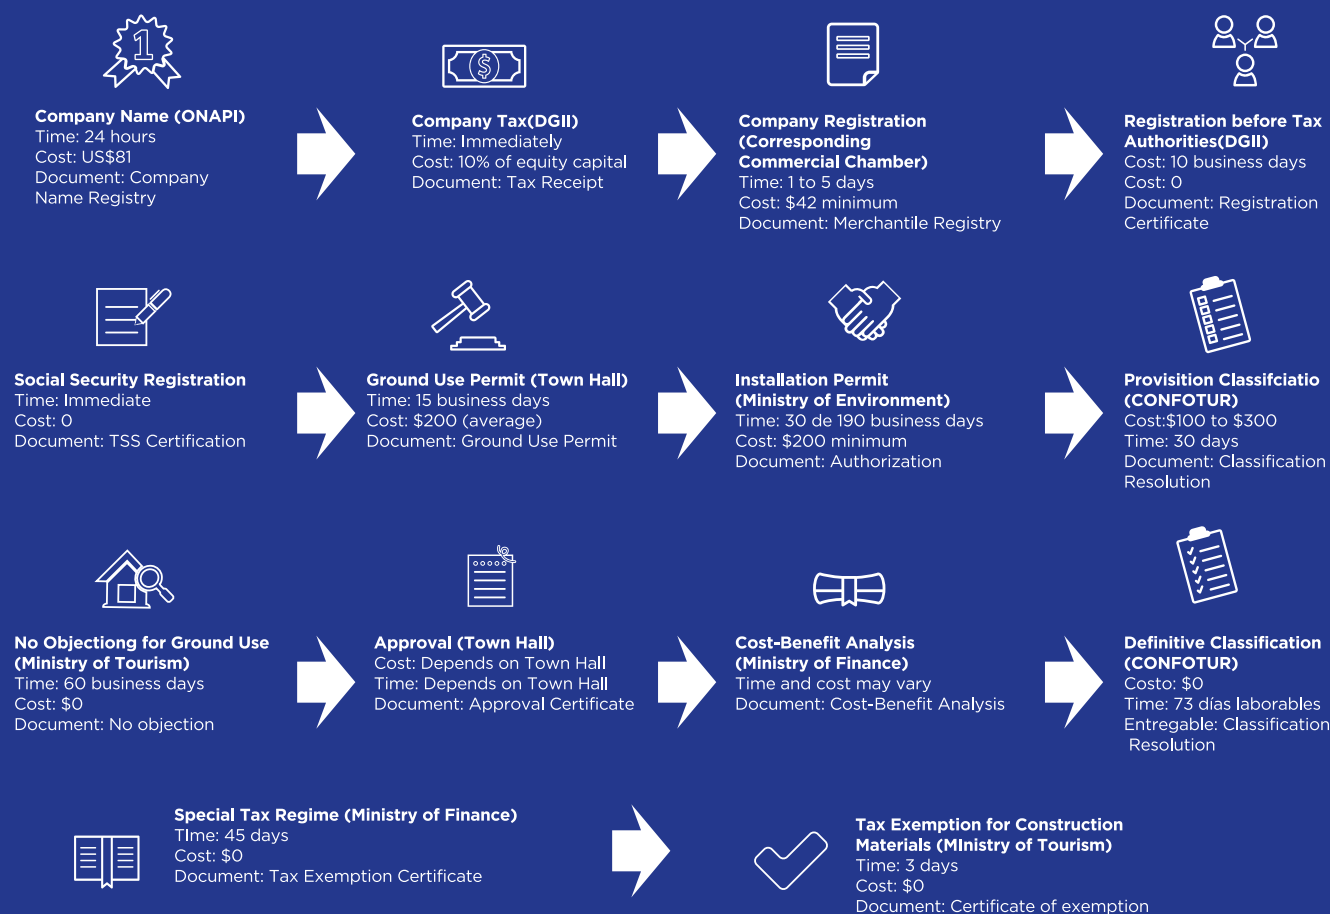 1
Company Name (ONAPI)
Time: 24 hours
Cost: US$81
Document: Company
Name Registry
$
Company Tax(DGII)
Time: Immediately
Cost: 10% of equity capital
Document: Tax Receipt
Company Registration
(Corresponding
Commercial Chamber)
Time: 1 to 5 days
Cost: $42 minimum
Document: Merchantile Registry
Registration before Tax
Authorities(DGII)
Cost: 10 business days
Cost: 0
Document: Registration
Certificate
Social Security Registration
Time: Immediate
Cost: 0
Document: TSS Certification
Ground Use Permit (Town Hall)
Time: 15 business days
Cost: $200 (average)
Document: Ground Use Permit
Installation Permit
(Ministry of Environment)
Time: 30 de 190 business days
Cost: $200 minimum
Document: Authorization
Provisition Classifciatio
(CONFOTUR)
Cost:$100 to $300
Time: 30 days
Document: Classification
Resolution
No Objectiong for Ground Use
(Ministry of Tourism)
Time: 60 business days
Cost: $0
Document: No objection
Approval (Town Hall)
Cost: Depends on Town Hall
Time: Depends on Town Hall
Document: Approval Certificate
Cost-Benefit Analysis
(Ministry of Finance)
Time and cost may vary
Document: Cost-Benefit Analysis
Definitive Classification
(CONFOTUR)
Costo: $0
Time: 73 días laborables
Entregable: Classification
Resolution
Special Tax Regime (Ministry of Finance)
TIme: 45 days
Cost: $0
Document: Tax Exemption Certificate
Tax Exemption for Construction
Materials (MInistry of Tourism)
Time: 3 days
Cost: $0
Document: Certificate of exemption